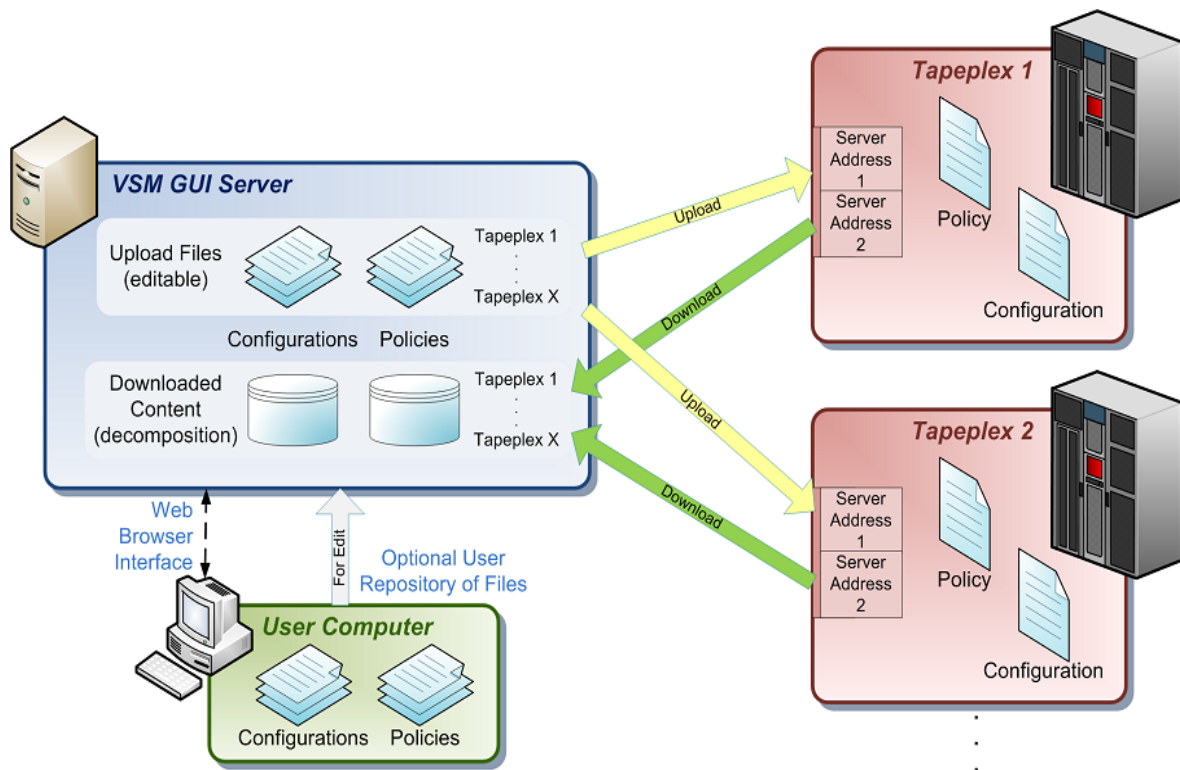 VSM GUI Server
Upload Files
(editable)
Tapeplex 1
.
.
.
Tapeplex X
Configurations
Policies
Downloaded
Content
(decomposition)
Tapeplex 1
.
.
.
Tapeplex X
Upload
Download
Upload
Download
Tapeplex 1
Server
Address
1
Server
Address
2
Policy
Configuration
Tapeplex 2
Server
Address
1
Server
Address
2
Policy
Configuration
.
.
.
Web
Browser
Interface
For Edit
Optional User
Repository of Files
User Computer
Configurations
Policies